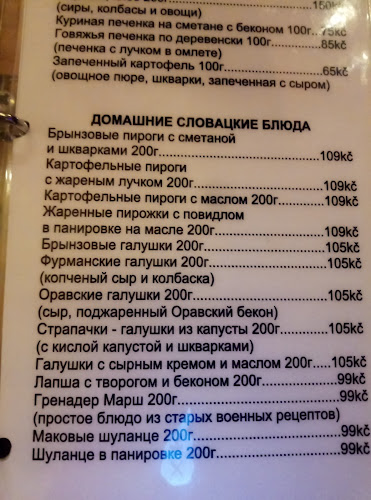 (сиры, колбасы и овощи)
150kč
Куриная печенка на сметане с беконом 100г..75kč
Говяжья печенка по деревенски 100г............85kč
(печенка с лучком в омлете)
Запеченный картофель 100г.......................65kč
(овощное пюре, шкварки, запеченная с сыром)
ДОМАШНИЕ СЛОВАЦКИЕ БЛЮДА
Брынзовые пироги с сметаной
и шкварками 200г.......................................109kč
Картофельные пироги
с жареным лучком 200г...............................109kč
Картофельные пироги с маслом 200г...........109kč
Жаренные пирожки с повидлом
в панировке на масле 200г..........................109kč
Брынзовые галушки 200г.............................105kč
Фурманские галушки 200г............................105kč
(копченый сыр и колбаска)
Оравские галушки 200г................................105kč
(сыр, поджаренный Оравский бекон)
Страпачки - галушки из капусты 200г...........105kč
(с кислой капустой и шкварками)
Галушки с сырным кремом и маслом 200г.....105kč
Лапша с творогом и беконом 200г.................99kč
Гренадер Марш 200г.....................................99kč
(простое блюдо из старых военных рецептов)
Маковые шуланце 200г..................................99kč
Шуланце в панировке 200г............................99kč